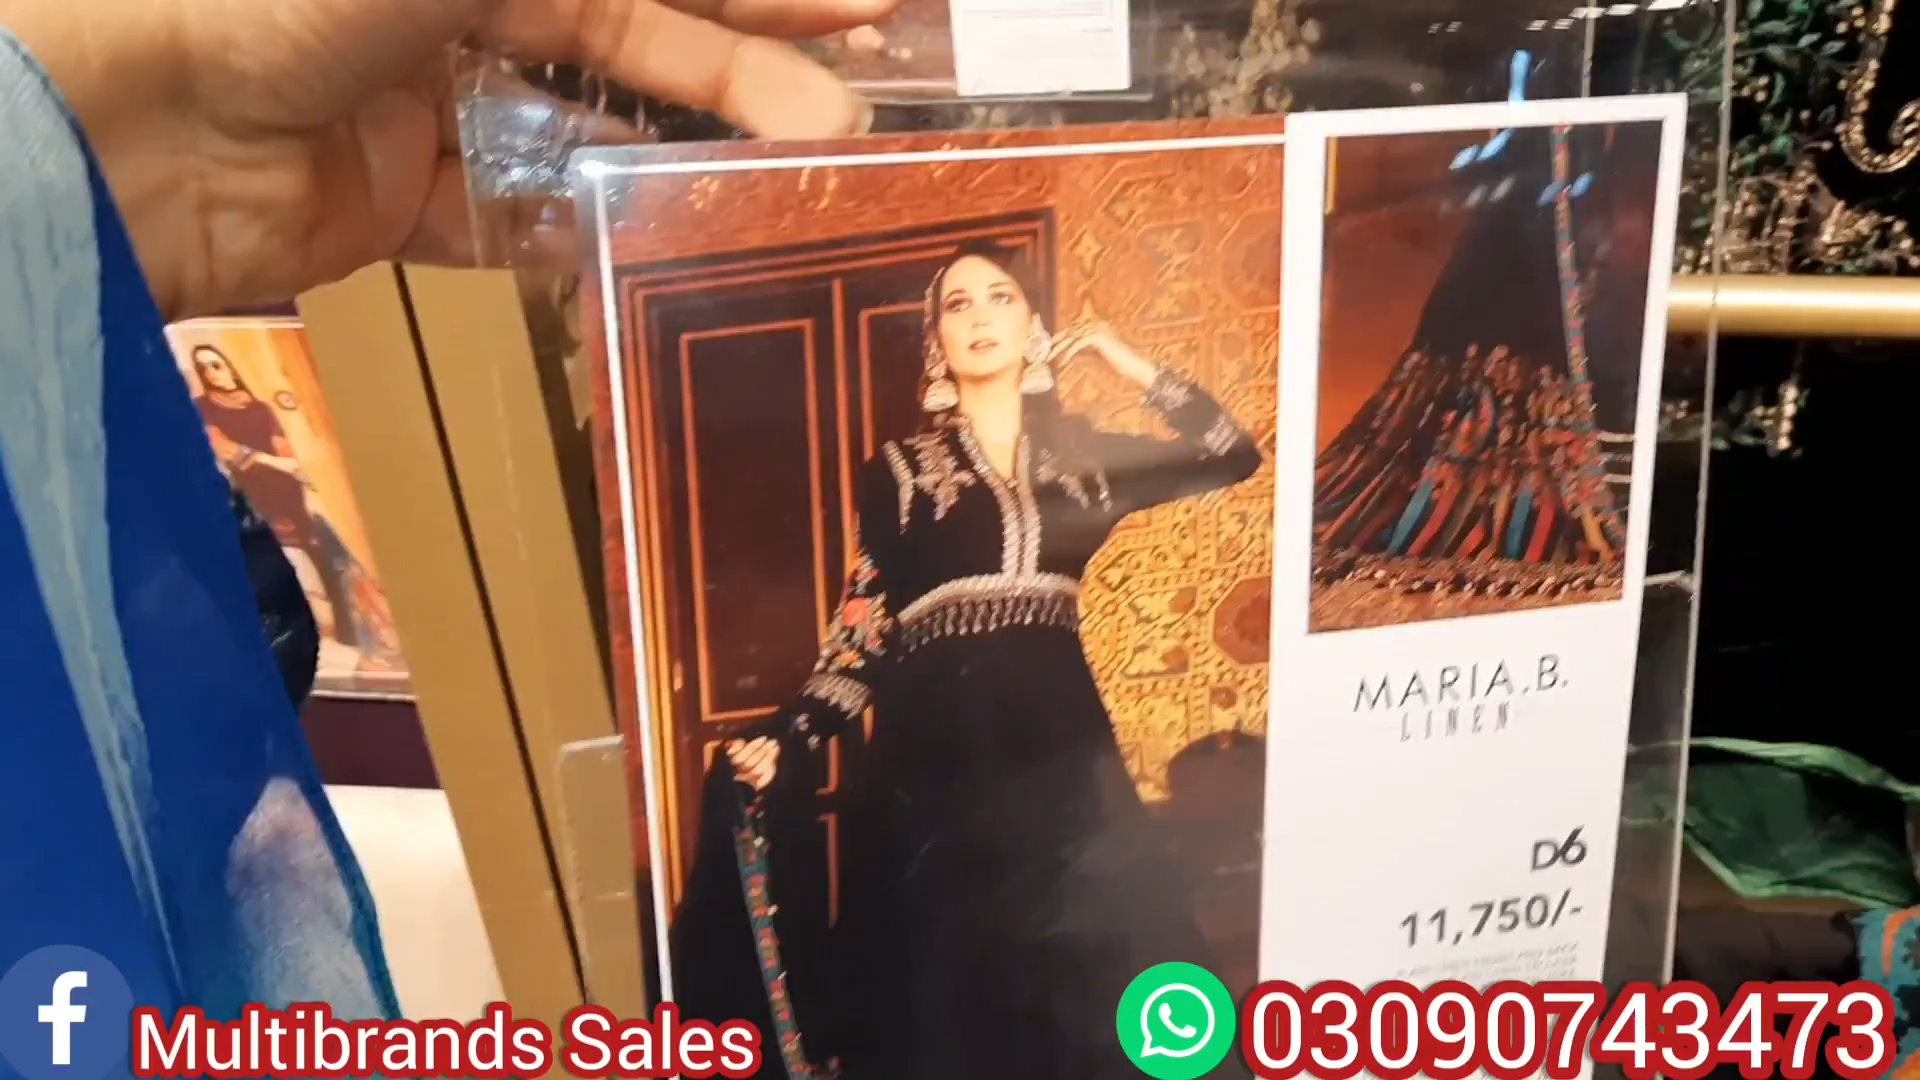 MARIA.B.
LINEN
D6
11,750/-
f Multibrands Sales
03090743473